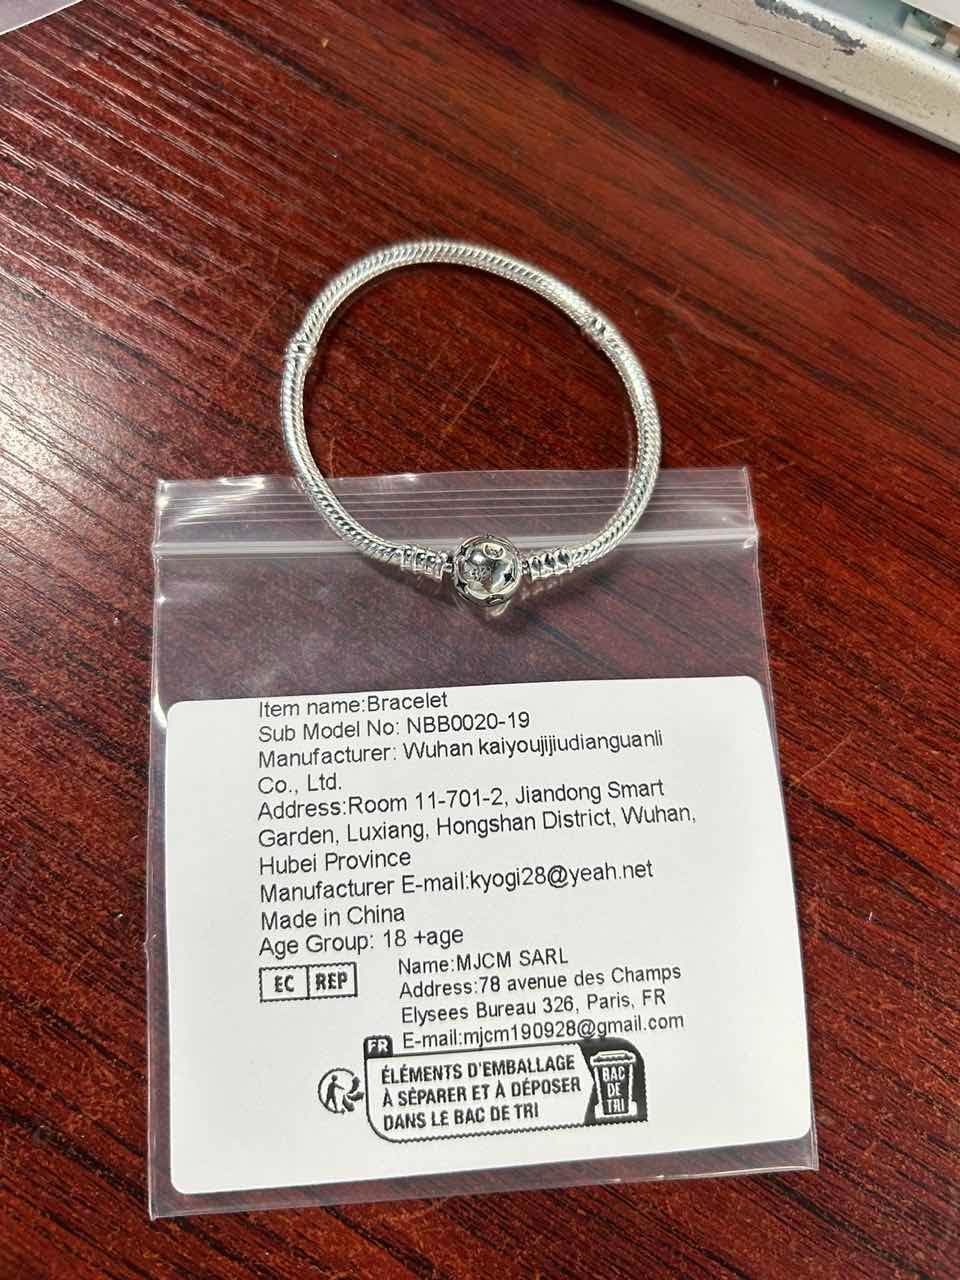 Item name:Bracelet
Sub Model No: NBB0020-19
Manufacturer: Wuhan kaiyoujijiudianguanli
Co., Ltd.
Address:Room 11-701-2, Jiandong Smart
Garden, Luxiang, Hongshan District, Wuhan,
Hubei Province
Manufacturer E-mail:kyogi28@yeah.net
Made in China
Age Group: 18 +age
EC REP
Name:MJCM SARL
Address:78 avenue des Champs
Elysees Bureau 326, Paris, FR
E-mail:mjcm190928@gmail.com
FR
ÉLÉMENTS D'EMBALLAGE
À SÉPARER ET À DÉPOSER
DANS LE BAC DE TRI
BAC
DE
TRI